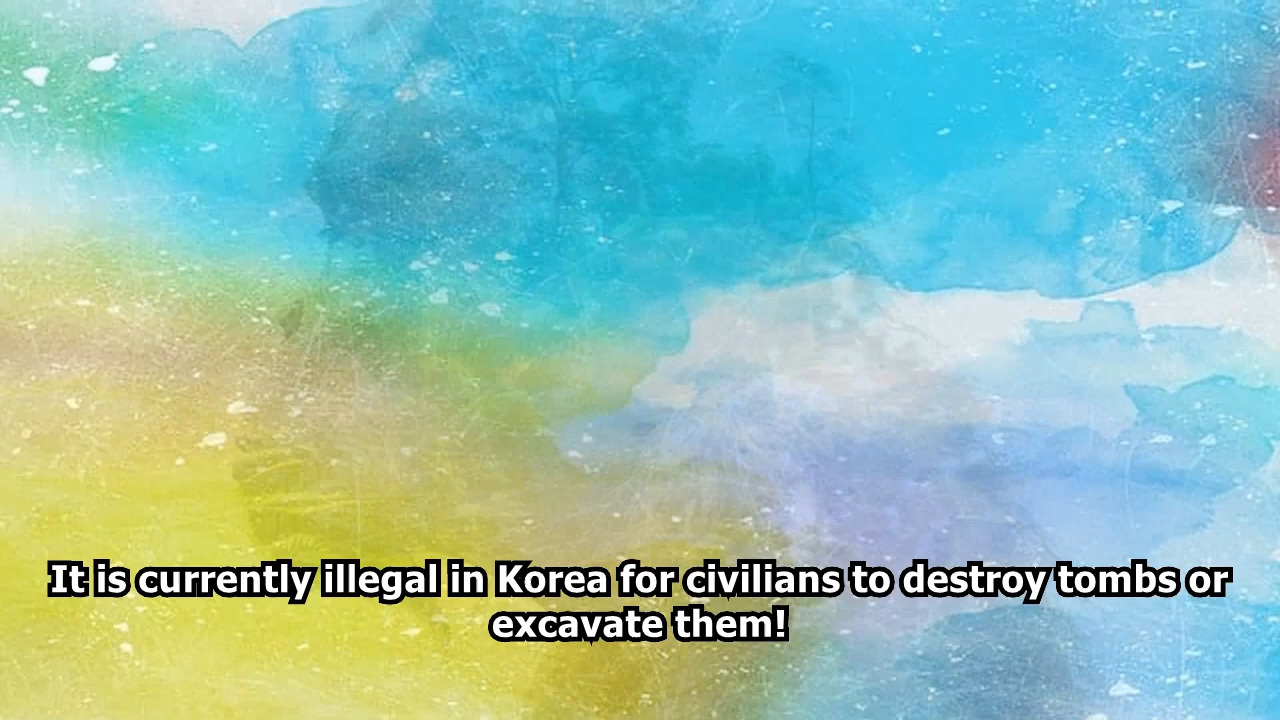 It is currently illegal in Korea for civilians to destroy tombs or
excavate them!